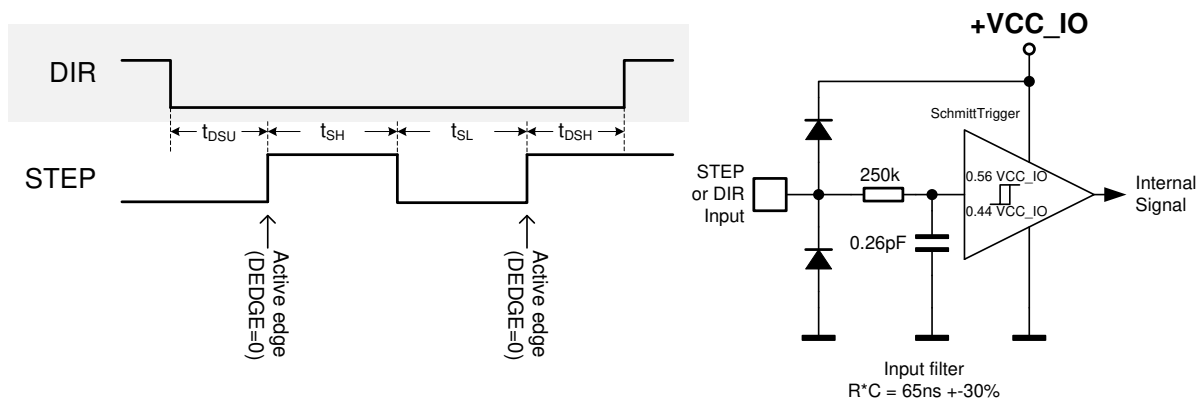 DIR
tDSU
tSH
tSL
tDSH
STEP
Active edge
(DEDGE=0)
Active edge
(DEDGE=0)
+VCC_IO
SchmittTrigger
STEP
or DIR
Input
250k
0.56 VCC_IO
0.44 VCC_IO
0.26pF
Internal
Signal
Input filter
R*C = 65ns +-30%